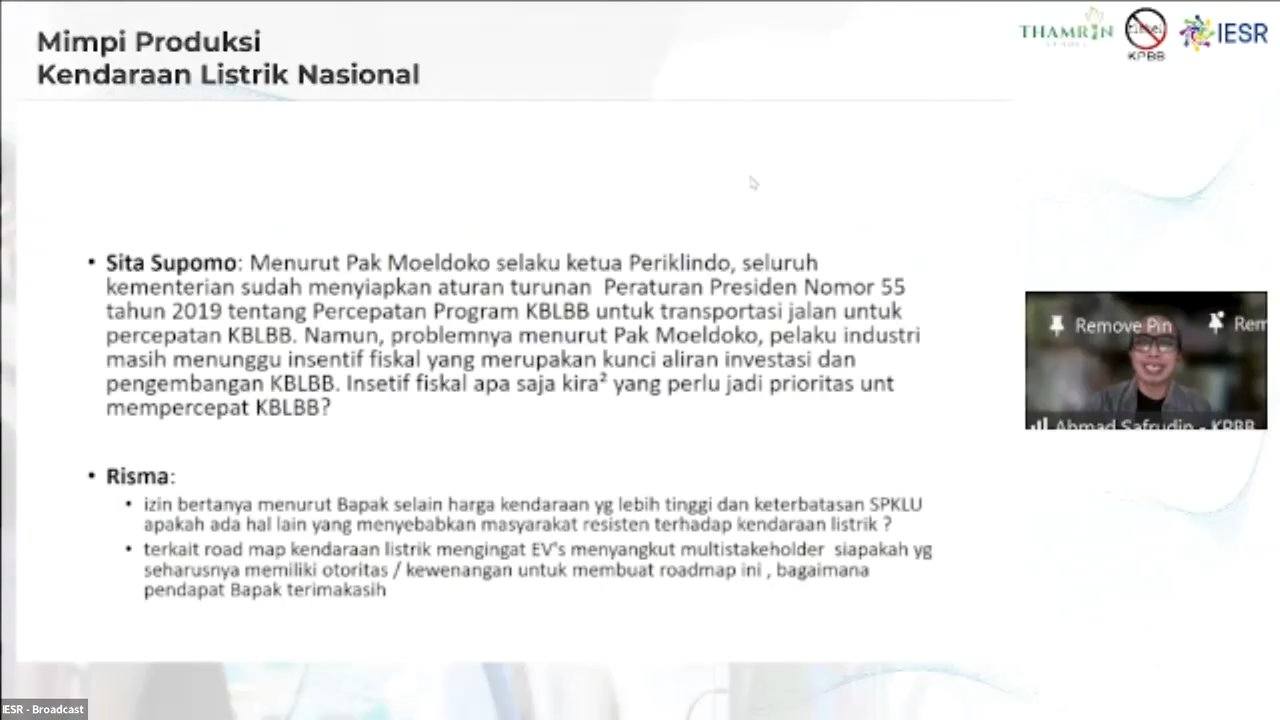 Mimpi Produksi
Kendaraan Listrik Nasional
THAMRIN
KPBB
IESR
• Sita Supomo: Menurut Pak Moeldoko selaku ketua Periklindo, seluruh
kementerian sudah menyiapkan aturan turunan Peraturan Presiden Nomor 55
tahun 2019 tentang Percepatan Program KBLBB untuk transportasi jalan untuk
percepatan KBLBB. Namun, problemnya menurut Pak Moeldoko, pelaku industri
masih menunggu insentif fiskal yang merupakan kunci aliran investasi dan
pengembangan KBLBB. Insetif fiskal apa saja kira² yang perlu jadi prioritas unt
mempercepat KBLBB?
• Risma:
• izin bertanya menurut Bapak selain harga kendaraan yg lebih tinggi dan keterbatasan SPKLU
apakah ada hal lain yang menyebabkan masyarakat resisten terhadap kendaraan listrik ?
• terkait road map kendaraan listrik mengingat EV's menyangkut multistakeholder siapakah yg
seharusnya memiliki otoritas / kewenangan untuk membuat roadmap ini , bagaimana
pendapat Bapak terimakasih
Remove Pin
Rem
Ahmad Safrudin - KPBB
IESR - Broadcast